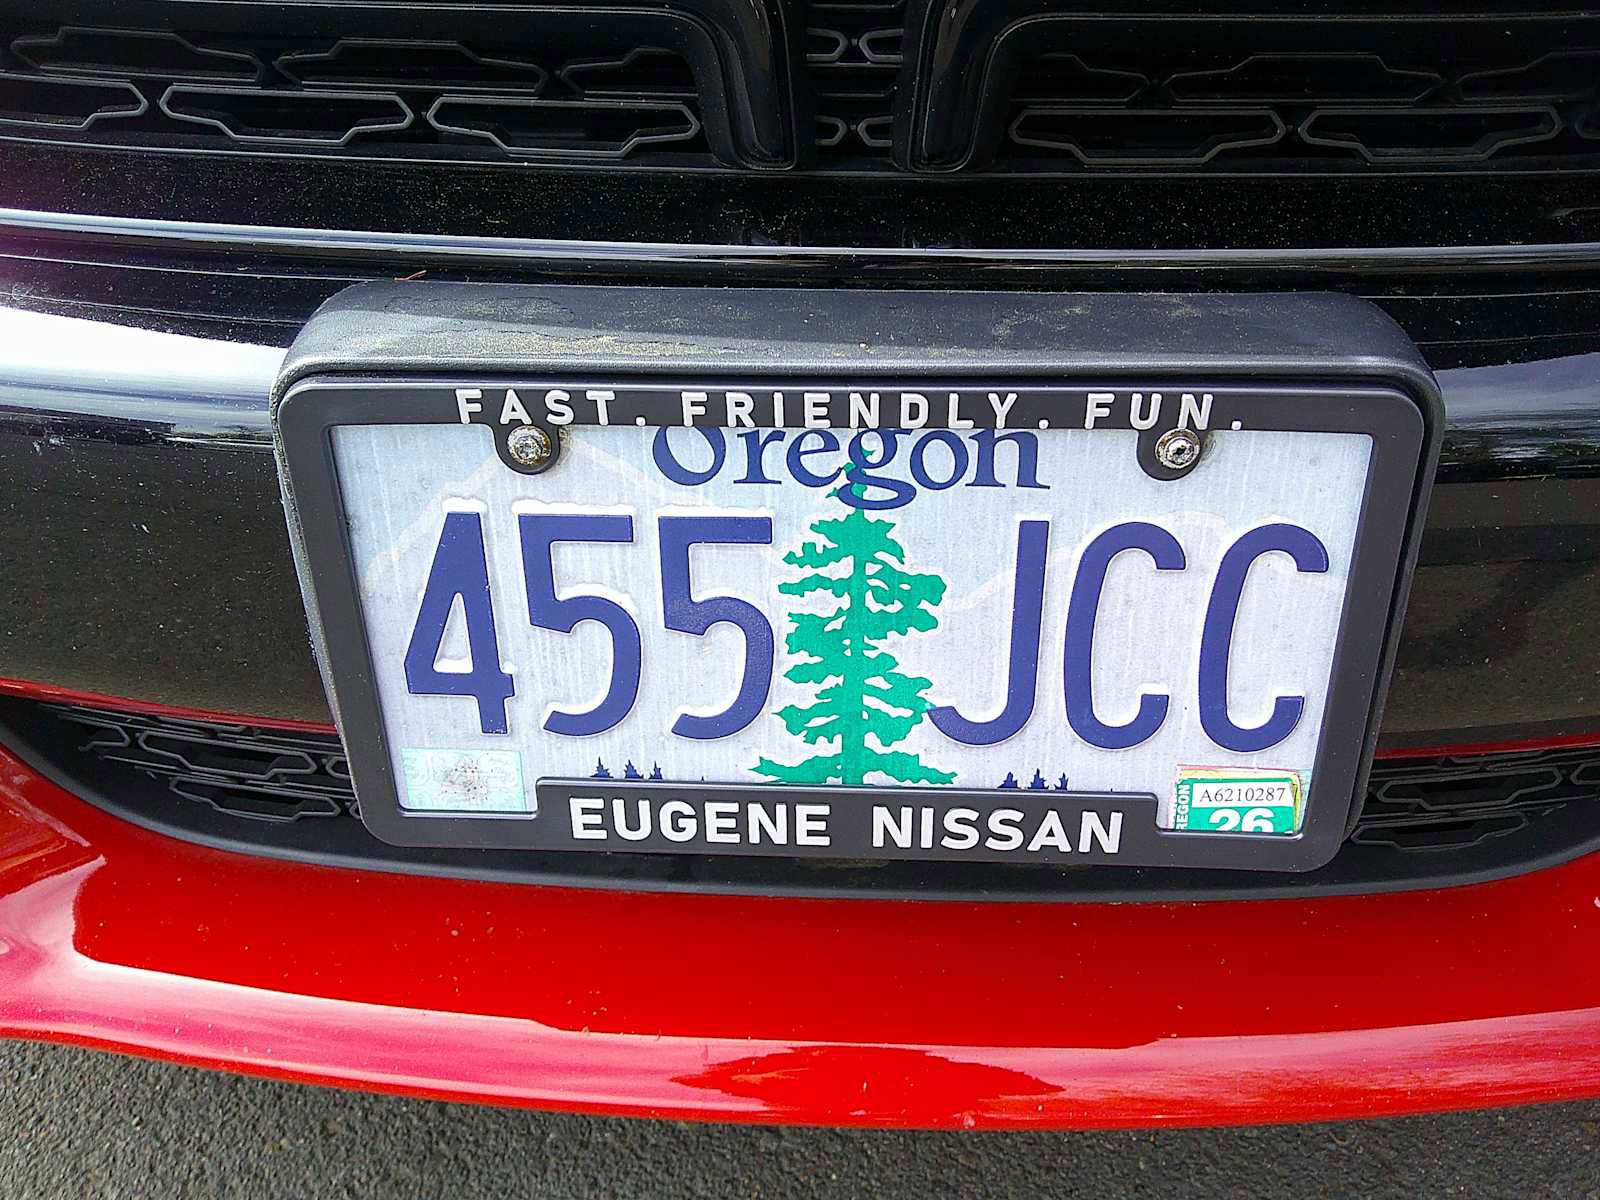 FAST. FRIENDLY. FUN.
Oregon
455 JCC
OREGON
A6210287
26
EUGENE NISSAN